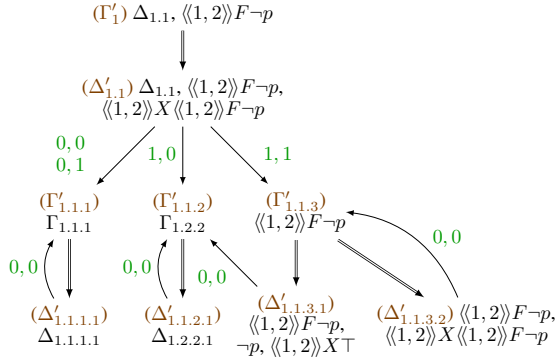 (Γ′₁) Δ₁.₁, ⟪1, 2⟫F¬p
(Δ′₁.₁) Δ₁.₁, ⟪1, 2⟫F¬p,
⟪1, 2⟫X⟪1, 2⟫F¬p
0, 0
0, 1
1, 0
1, 1
(Γ′₁.₁.₁)
Γ₁.₁.₁
(Γ′₁.₁.₂)
Γ₁.₂.₂
(Γ′₁.₁.₃)
⟪1, 2⟫F¬p
0, 0
0, 0
0, 0
0, 0
(Δ′₁.₁.₁.₁)
Δ₁.₁.₁.₁
(Δ′₁.₁.₂.₁)
Δ₁.₂.₂.₁
(Δ′₁.₁.₃.₁)
⟪1, 2⟫F¬p,
¬p, ⟪1, 2⟫X⊤
(Δ′₁.₁.₃.₂) ⟪1, 2⟫F¬p,
⟪1, 2⟫X⟪1, 2⟫F¬p